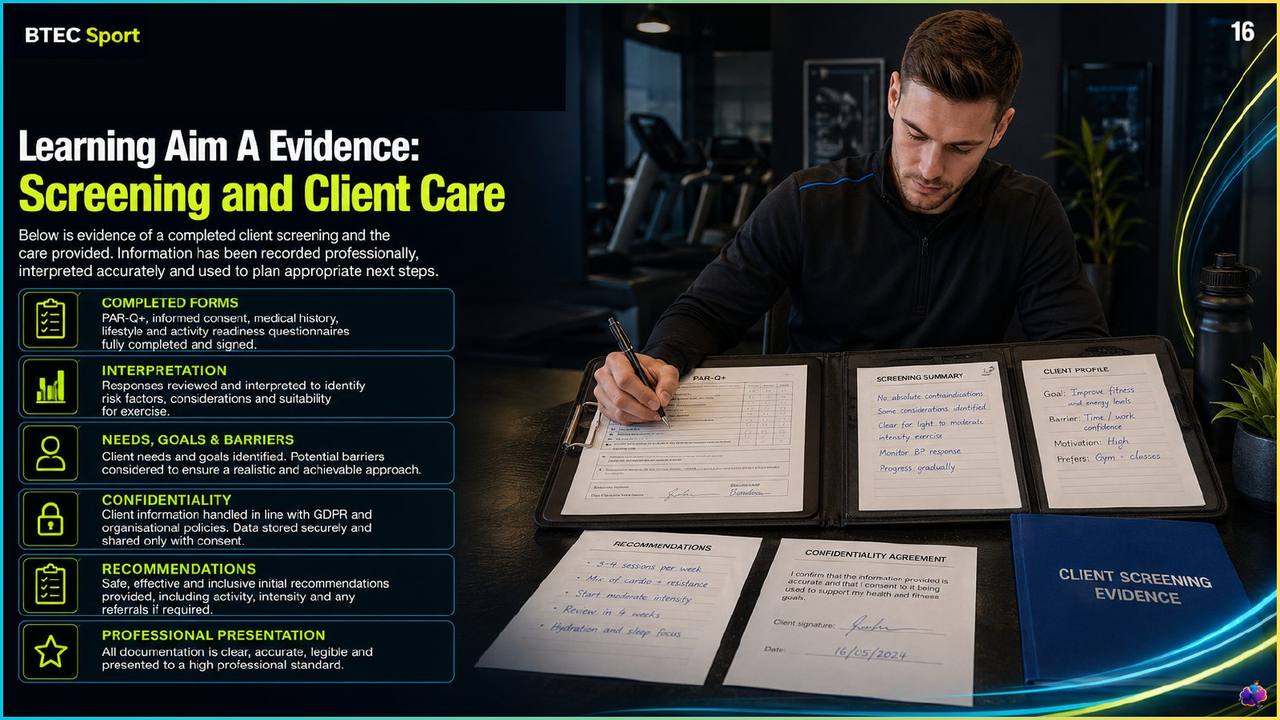 BTEC Sport
16
Learning Aim A Evidence:
Screening and Client Care
Below is evidence of a completed client screening and the
care provided. Information has been recorded professionally,
interpreted accurately and used to plan appropriate next steps.
COMPLETED FORMS
PAR-Q+, informed consent, medical history,
lifestyle and activity readiness questionnaires
fully completed and signed.
INTERPRETATION
Responses reviewed and interpreted to identify
risk factors, considerations and suitability
for exercise.
NEEDS, GOALS & BARRIERS
Client needs and goals identified. Potential barriers
considered to ensure a realistic and achievable approach.
CONFIDENTIALITY
Client information handled in line with GDPR and
organisational policies. Data stored securely and
shared only with consent.
RECOMMENDATIONS
Safe, effective and inclusive initial recommendations
provided, including activity, intensity and any
referrals if required.
PROFESSIONAL PRESENTATION
All documentation is clear, accurate, legible and
presented to a high professional standard.
PAR-Q+
SCREENING SUMMARY
No absolute contraindications
Some considerations identified
Clear for light to moderate
intensity exercise
Monitor BP response
Progress gradually
CLIENT PROFILE
Goal: Improve fitness
and energy levels
Barrier: Time / work
confidence
Motivation: High
Prefers: Gym + classes
RECOMMENDATIONS
• 3-4 sessions per week
• Mix of cardio + resistance
• Start moderate intensity
• Review in 4 weeks
• Hydration and sleep focus
CONFIDENTIALITY AGREEMENT
I confirm that the information provided is
accurate and that I consent to it being
used to support my health and fitness
goals.
Client signature:
Date: 16/05/2024
CLIENT SCREENING
EVIDENCE